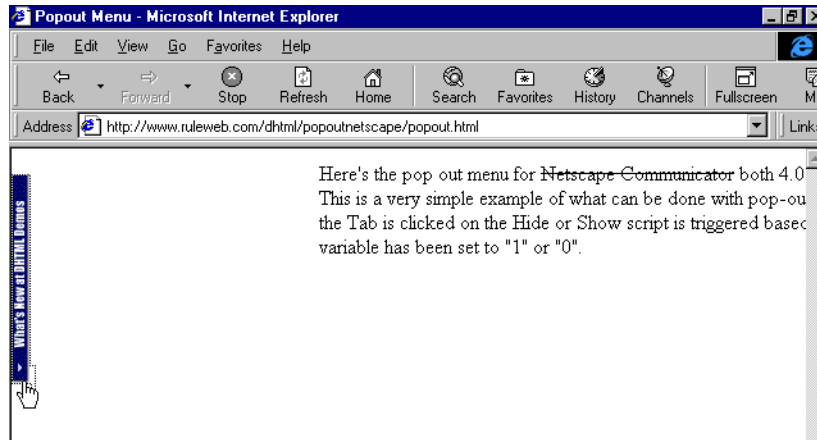 Popout Menu - Microsoft Internet Explorer
File Edit View Go Favorites Help
Back Forward Stop Refresh Home Search Favorites History Channels Fullscreen M
Address http://www.ruleweb.com/dhtml/popoutnetscape/popout.html Link
Here's the pop out menu for Netscape Communicator both 4.0
This is a very simple example of what can be done with pop-ou
the Tab is clicked on the Hide or Show script is triggered based
variable has been set to "1" or "0".
What's New at DHTML Demos